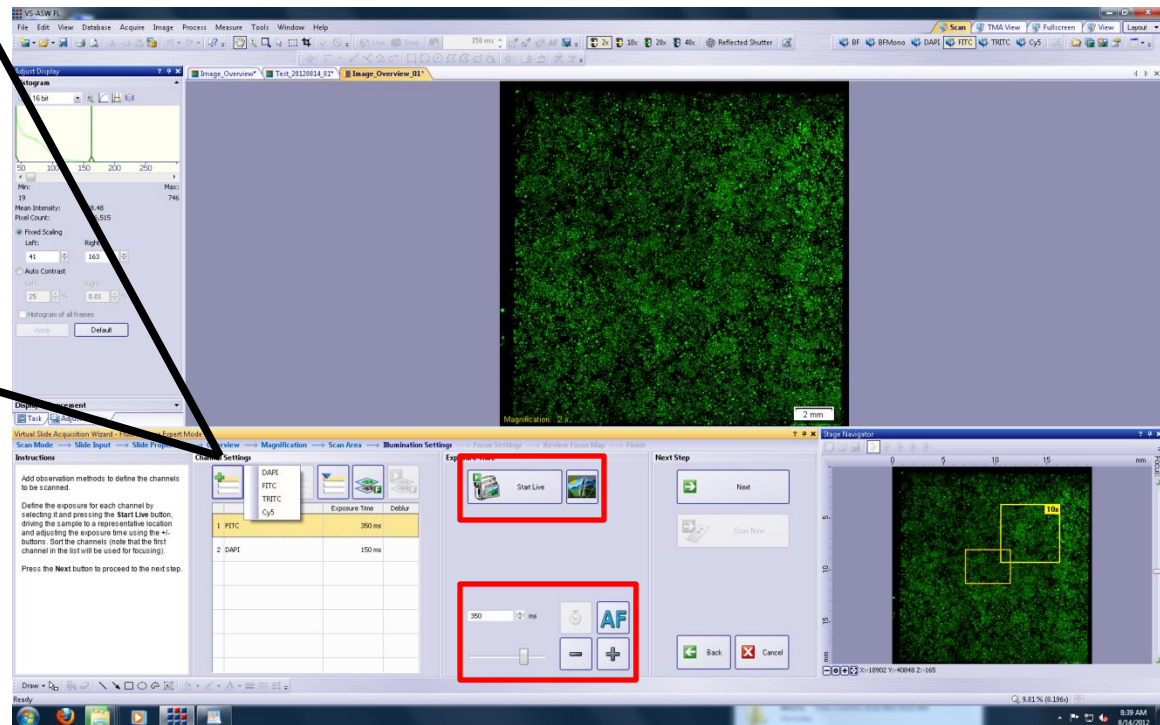 VS-ASW FL
File Edit View Database Acquire Image Process Measure Tools Window Help
Scan TMA View Fullscreen View Layout
350 ms 2x 10x 20x 40x Reflected Shutter BF BFMono DAPI FITC TRITC Cy5
Adjust Display
Image_Overview* Test_20120814_01* Image_Overview_01*
Histogram
16 bit
50 100 150 200 250
Min: Max:
19 746
Mean Intensity: 8.48
Pixel Count: 6,515
Fixed Scaling
Left: Right:
41 163
Auto Contrast
Left: Right:
25 % 0.01
Histogram of all frames
Apply Default
Magnification: 2x
2 mm
Task
Virtual Slide Acquisition Wizard - Expert Mode
Stage Navigator
Scan Mode → Slide Input → Slide → Overview → Magnification → Scan Area → Illumination Settings → Focus Settings → Review Focus Map → Finish
Instructions
Add observation methods to define the channels
to be scanned.
Define the exposure for each channel by
selecting it and pressing the Start Live button,
driving the sample to a representative location
and adjusting the exposure time using the +/-
buttons. Sort the channels (note that the first
channel in the list will be used for focusing).
Press the Next button to proceed to the next step.
Settings
DAPI
FITC
TRITC
Cy5
Exposure Time Deblur
1 FITC 350 ms
2 DAPI 150 ms
Start Live
350 ms
AF
Next Step
Next
Scan Now
Back Cancel
0 5 10 15 mm
5
10
15
mm
10x
FOCUS
X:-18902 Y:-40848 Z:-165
Draw
Ready
9.81 % (0.196x)
8:39 AM
8/14/2012